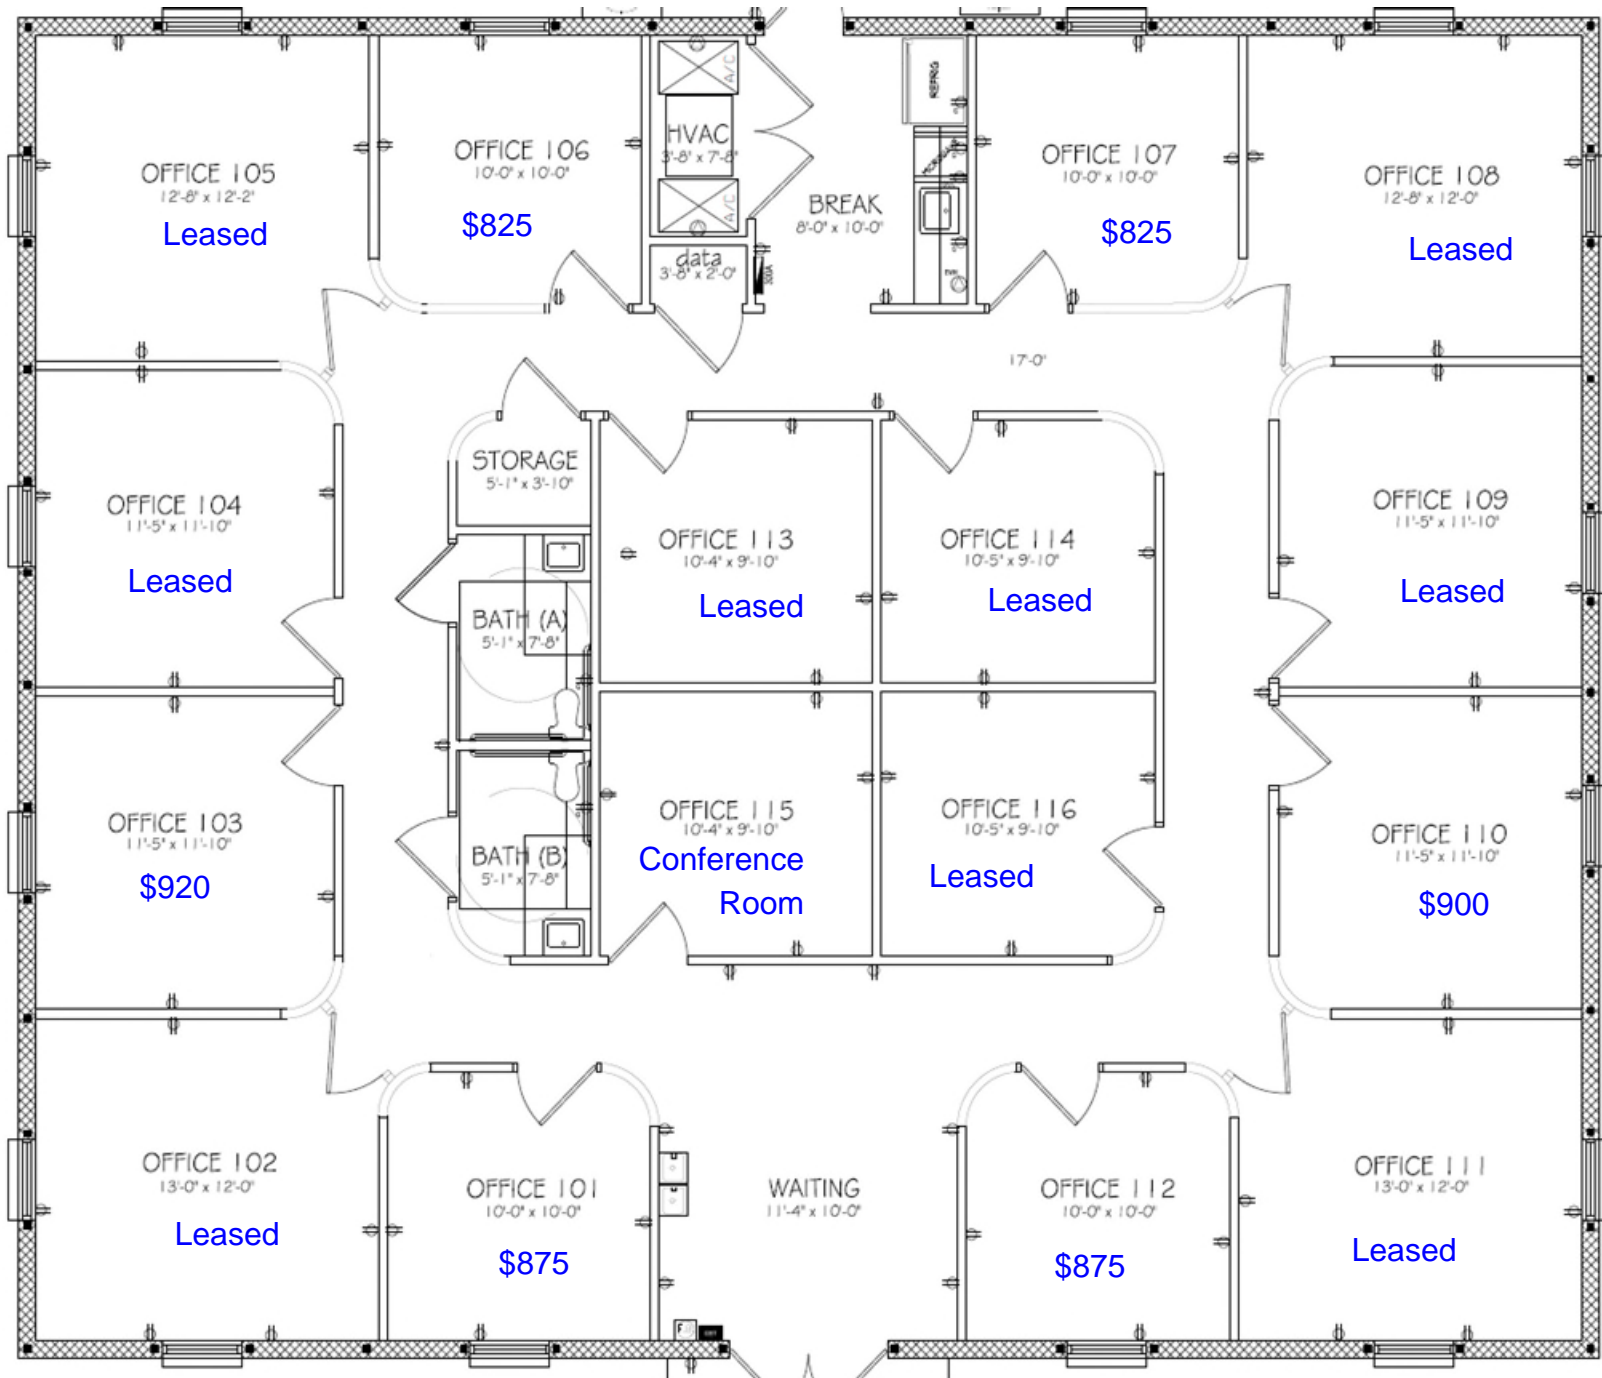 OFFICE 105
12'-8" x 12'-2"
Leased
OFFICE 106
10'-0" x 10'-0"
$825
A/C
HVAC
3'-8" x 7'-8"
A/C
data
3'-8" x 2'-0"
300A
BREAK
8'-0" x 10'-0"
REFRIG
OFFICE 107
10'-0" x 10'-0"
$825
OFFICE 108
12'-8" x 12'-0"
Leased
17'-0"
OFFICE 104
11'-5" x 11'-10"
Leased
STORAGE
5'-1" x 3'-10"
OFFICE 113
10'-4" x 9'-10"
Leased
OFFICE 114
10'-5" x 9'-10"
Leased
OFFICE 109
11'-5" x 11'-10"
Leased
BATH (A)
5'-1" x 7'-8"
OFFICE 103
11'-5" x 11'-10"
$920
BATH (B)
5'-1" x 7'-8"
OFFICE 115
10'-4" x 9'-10"
Conference
Room
OFFICE 116
10'-5" x 9'-10"
Leased
OFFICE 110
11'-5" x 11'-10"
$900
OFFICE 102
13'-0" x 12'-0"
Leased
OFFICE 101
10'-0" x 10'-0"
$875
WAITING
11'-4" x 10'-0"
OFFICE 112
10'-0" x 10'-0"
$875
OFFICE 111
13'-0" x 12'-0"
Leased